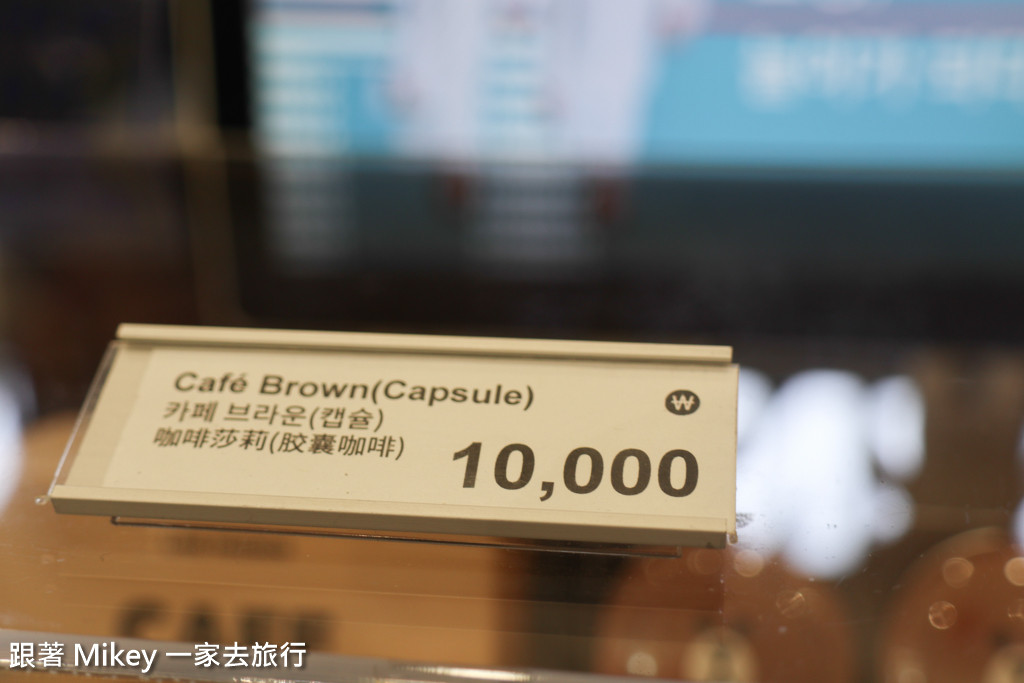 Café Brown(Capsule)
₩
카페 브라운(캡슐)
咖啡莎莉(胶囊咖啡)
10,000
CAFE
跟著 Mikey 一家去旅行